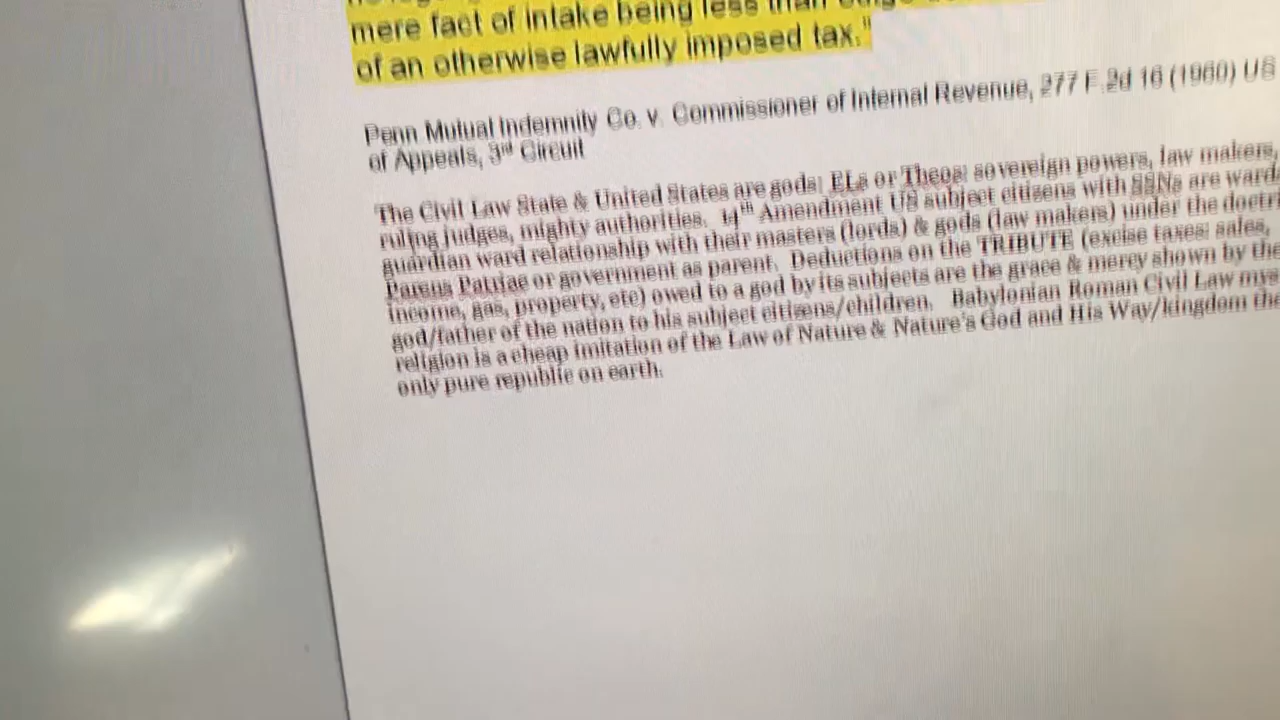 mere fact of intake being less than
of an otherwise lawfully imposed tax."
Penn Mutual Indemnity Co. v. Commissioner of Internal Revenue, 277 F.2d 16 (1960) US
of Appeals, 3rd Circuit
The Civil Law State & United States are gods; ELs or Theos; sovereign powers, law makers,
ruling judges, mighty authorities. 14th Amendment US subject citizens with SSNs are wards
guardian ward relationship with their masters (lords) & gods (law makers) under the doctri
Parens Patriae or government as parent. Deductions on the TRIBUTE (excise taxes: sales,
income, gas, property, etc) owed to a god by its subjects are the grace & mercy shown by the
god/father of the nation to his subject citizens/children. Babylonian Roman Civil Law mys
religion is a cheap imitation of the Law of Nature & Nature's God and His Way/kingdom the
only pure republic on earth.